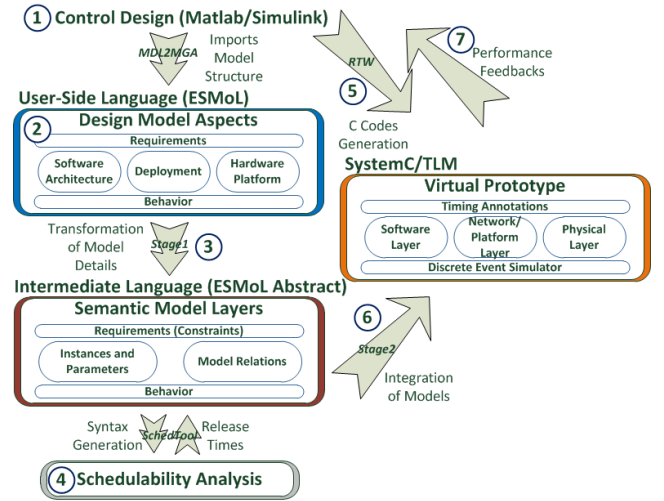 1 Control Design (Matlab/Simulink)
MDL2MGA
Imports
Model
Structure
RTW
7
Performance
Feedbacks
5
C Codes
Generation
User-Side Language (ESMoL)
2
Design Model Aspects
Requirements
Software
Architecture
Deployment
Hardware
Platform
Behavior
SystemC/TLM
Virtual Prototype
Timing Annotations
Software
Layer
Network/
Platform
Layer
Physical
Layer
Discrete Event Simulator
Transformation
of Model
Details
Stage1
3
Intermediate Language (ESMoL Abstract)
Semantic Model Layers
Requirements (Constraints)
Instances and
Parameters
Model Relations
Behavior
6
Stage2
Integration
of Models
Syntax
Generation
SchedTool
Release
Times
4 Schedulability Analysis